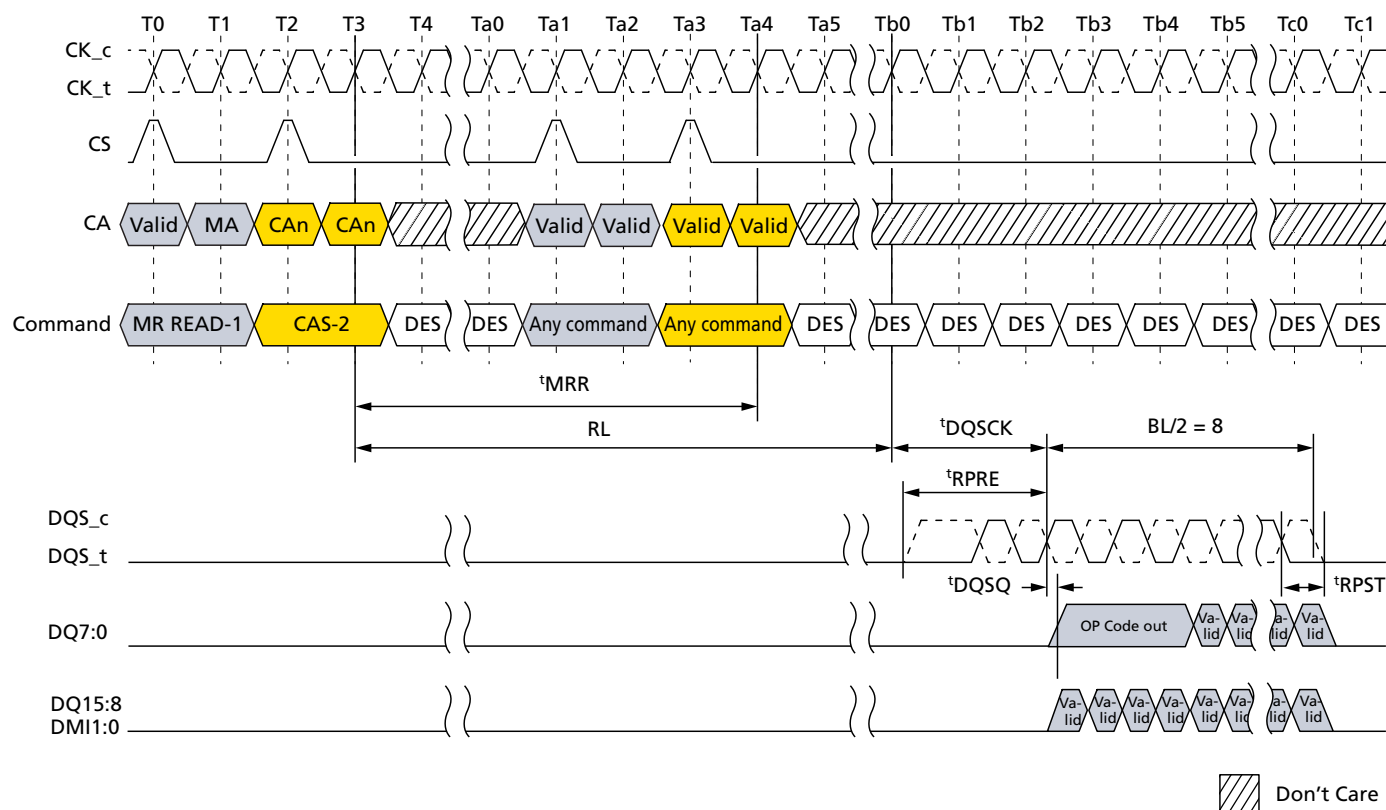 T0 T1 T2 T3 T4 Ta0 Ta1 Ta2 Ta3 Ta4 Ta5 Tb0 Tb1 Tb2 Tb3 Tb4 Tb5 Tc0 Tc1
CK_c
CK_t
CS
CA Valid MA CAn CAn Valid Valid Valid Valid
Command MR READ-1 CAS-2 DES DES Any command Any command DES DES DES DES DES DES DES DES DES
tMRR
RL tDQSCK BL/2 = 8
tRPRE
DQS_c
DQS_t
tDQSQ tRPST
DQ7:0 OP Code out Va-lid Va-lid a-lid Va-lid
DQ15:8
DMI1:0 Va-lid Va-lid Va-lid Va-lid Va-lid Va-lid a-lid Va-lid
Don't Care